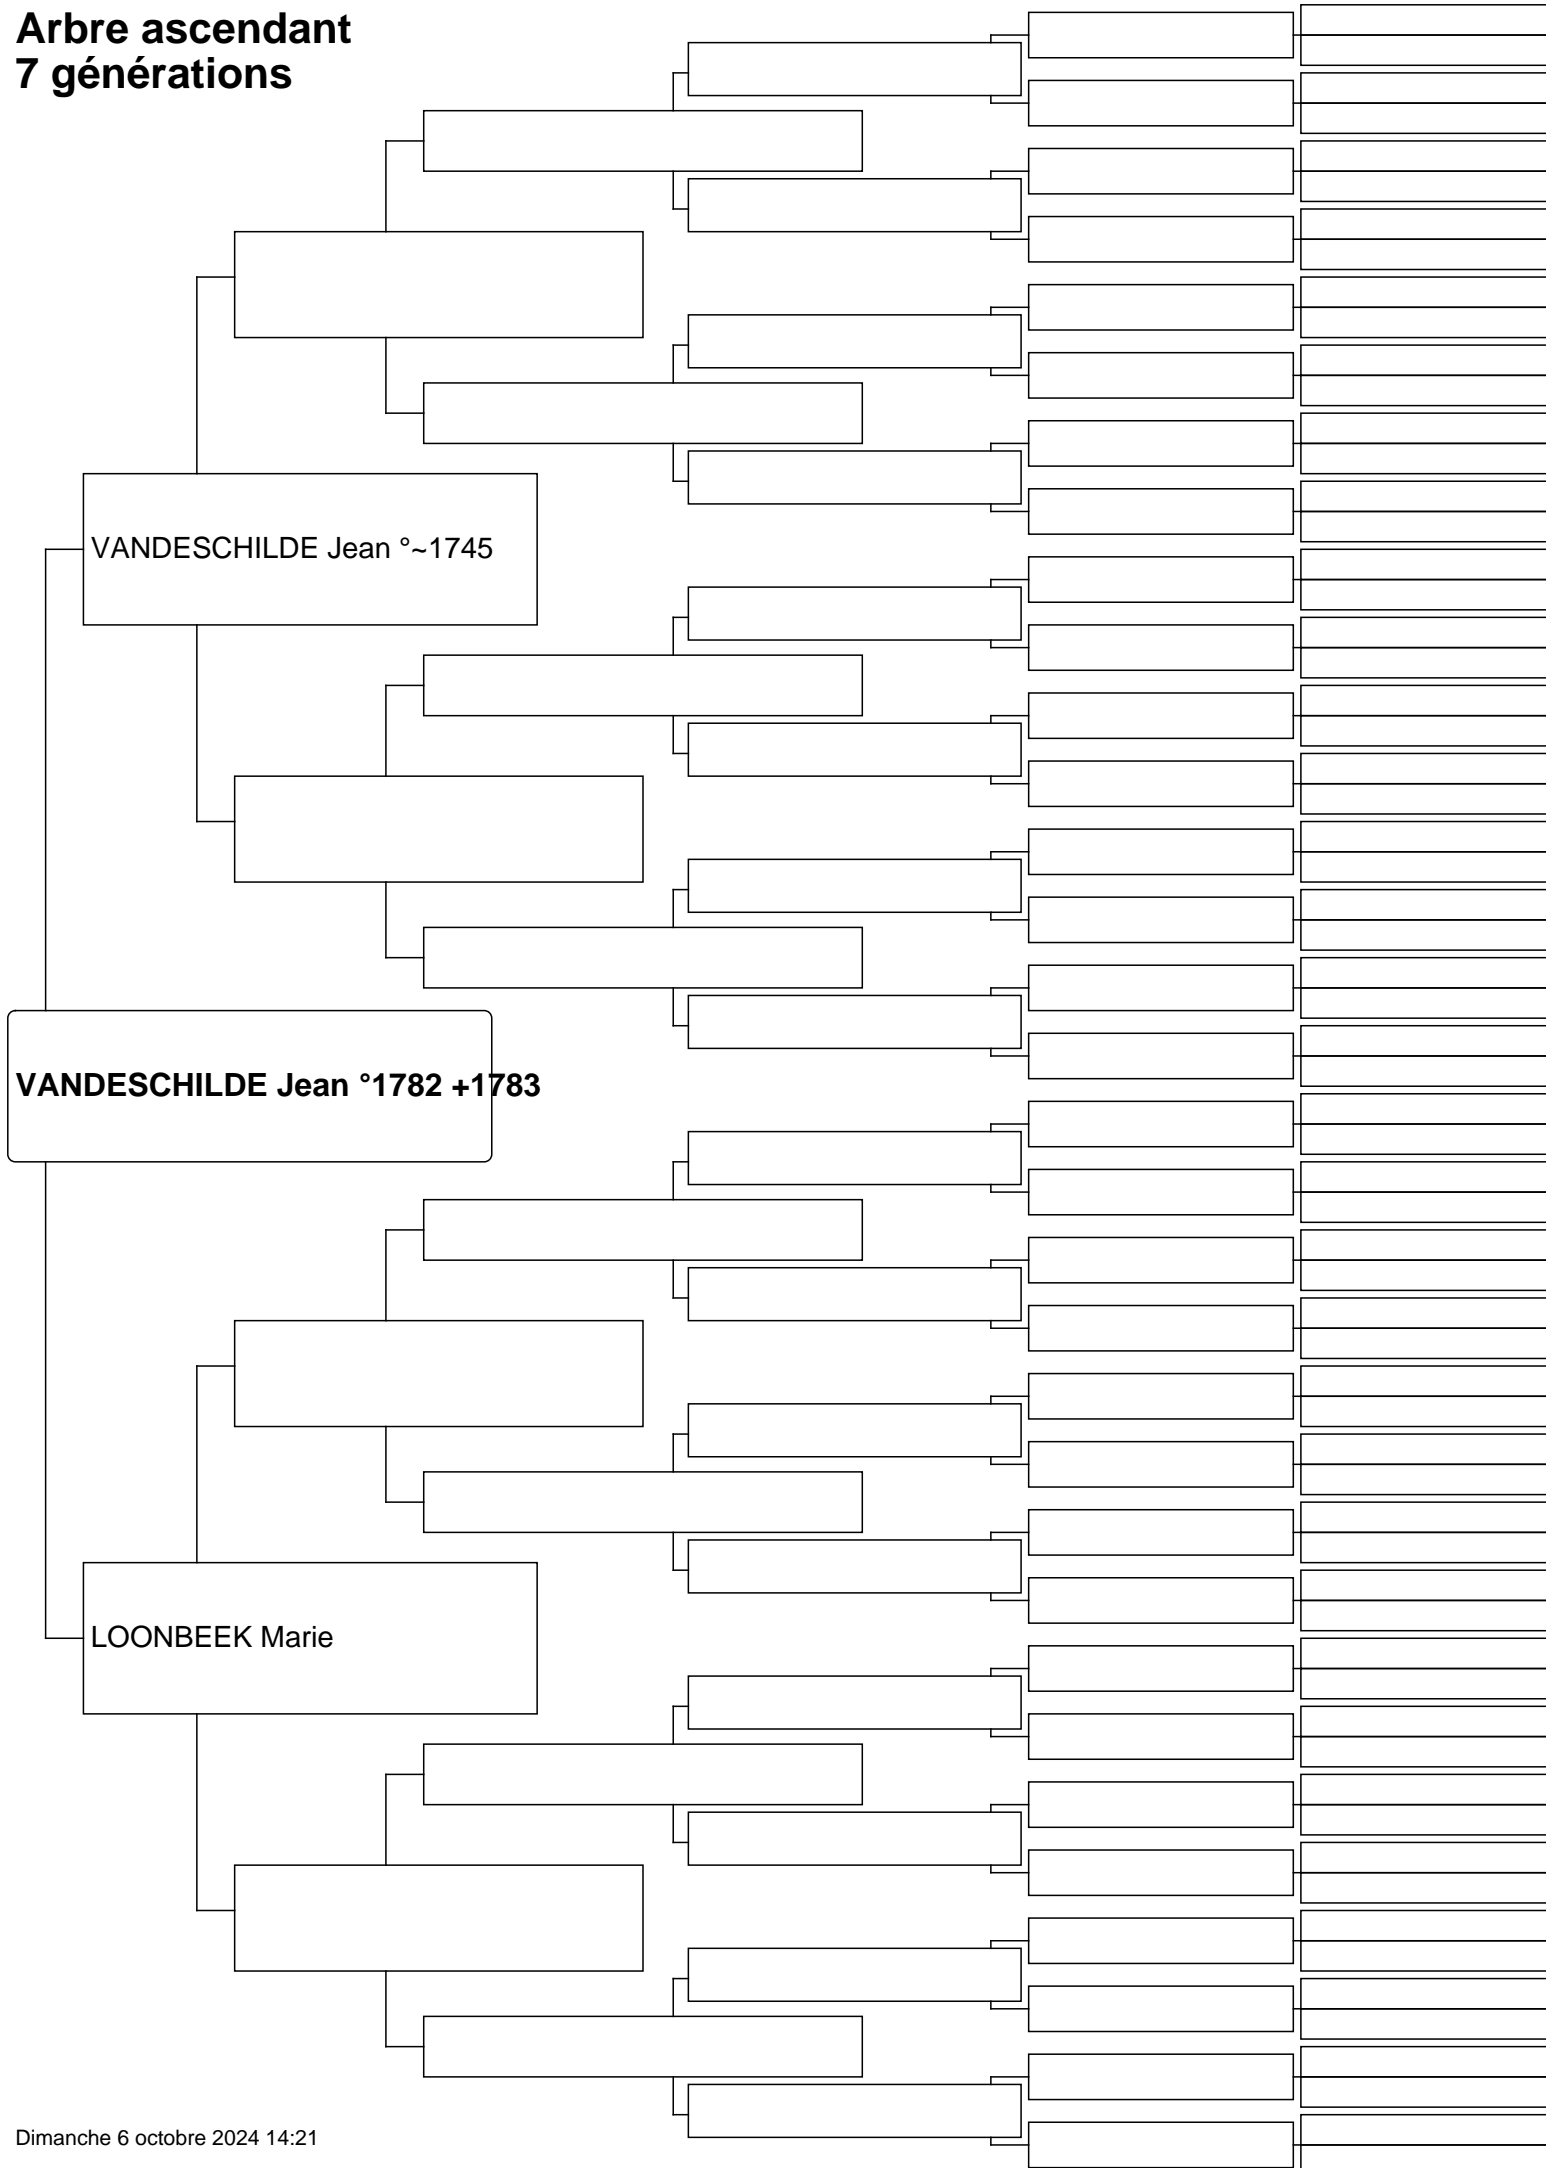 Arbre ascendant
7 générations
VANDESCHILDE Jean °~1745
VANDESCHILDE Jean °1782 +1783
LOONBEEK Marie
Dimanche 6 octobre 2024 14:21